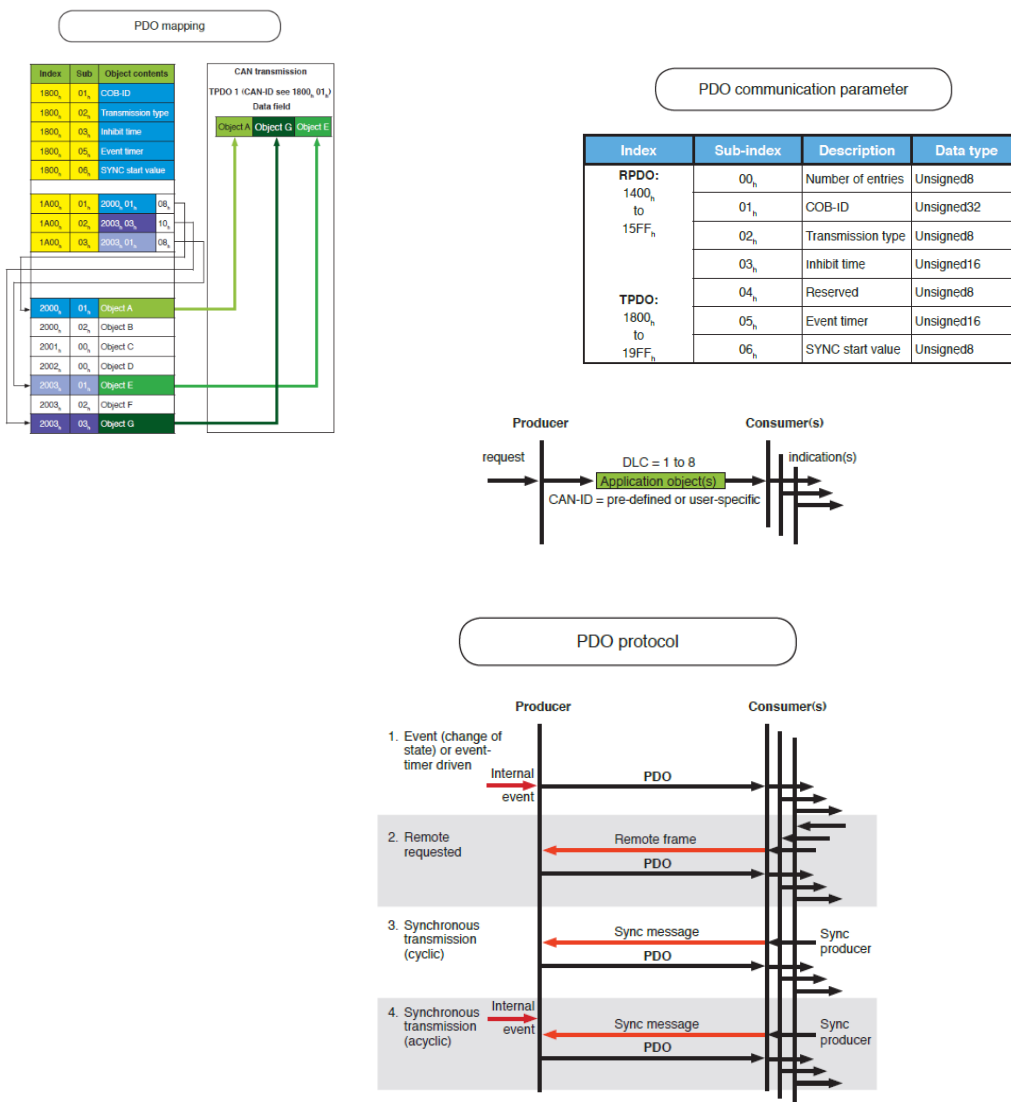 PDO mapping
Index Sub Object contents
1800h 01h COB-ID
1800h 02h Transmission type
1800h 03h Inhibit time
1800h 05h Event timer
1800h 06h SYNC start value
1A00h 01h 2000h 01h 08h
1A00h 02h 2003h 03h 10h
1A00h 03h 2003h 01h 08h
2000h 01h Object A
2000h 02h Object B
2001h 00h Object C
2002h 00h Object D
2003h 01h Object E
2003h 02h Object F
2003h 03h Object G
CAN transmission
TPDO 1 (CAN-ID see 1800h 01h)
Data field
Object A Object G Object E
PDO communication parameter
Index Sub-index Description Data type
RPDO:
1400h
to
15FFh
TPDO:
1800h
to
19FFh
00h Number of entries Unsigned8
01h COB-ID Unsigned32
02h Transmission type Unsigned8
03h Inhibit time Unsigned16
04h Reserved Unsigned8
05h Event timer Unsigned16
06h SYNC start value Unsigned8
Producer Consumer(s)
request DLC = 1 to 8 indication(s)
Application object(s)
CAN-ID = pre-defined or user-specific
PDO protocol
Producer Consumer(s)
1. Event (change of
state) or event-
timer driven
Internal
event
PDO
2. Remote
requested
Remote frame
PDO
3. Synchronous
transmission
(cyclic)
Sync message
PDO
Sync
producer
4. Synchronous
transmission
(acyclic)
Internal
event
Sync message
PDO
Sync
producer